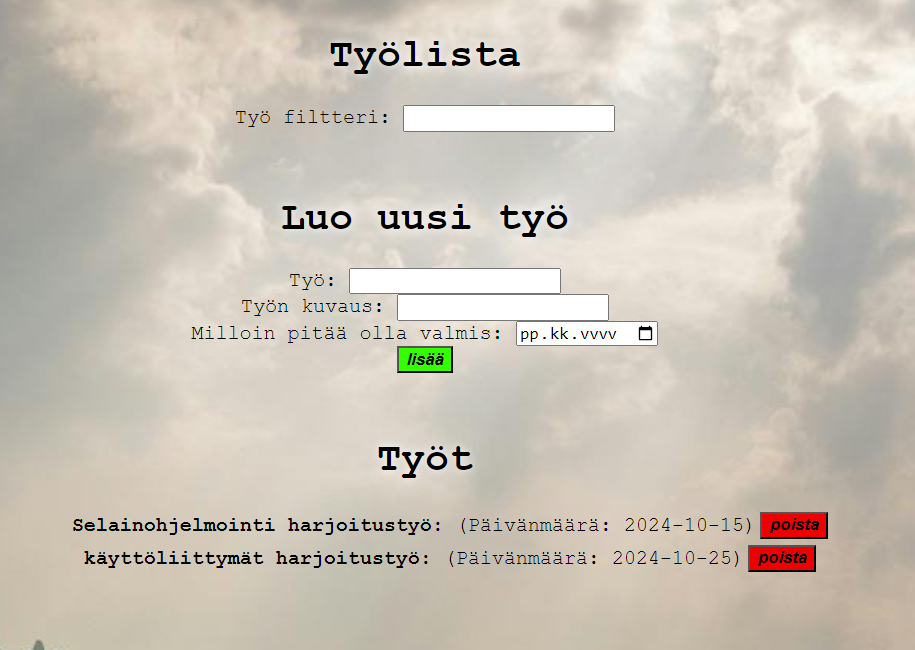 Työlista
Työ filtteri:
Luo uusi työ
Työ:
Työn kuvaus:
Milloin pitää olla valmis: pp.kk.vvvv
lisää
Työt
Selainohjelmointi harjoitustyö: (Päivänmäärä: 2024-10-15) poista
käyttöliittymät harjoitustyö: (Päivänmäärä: 2024-10-25) poista